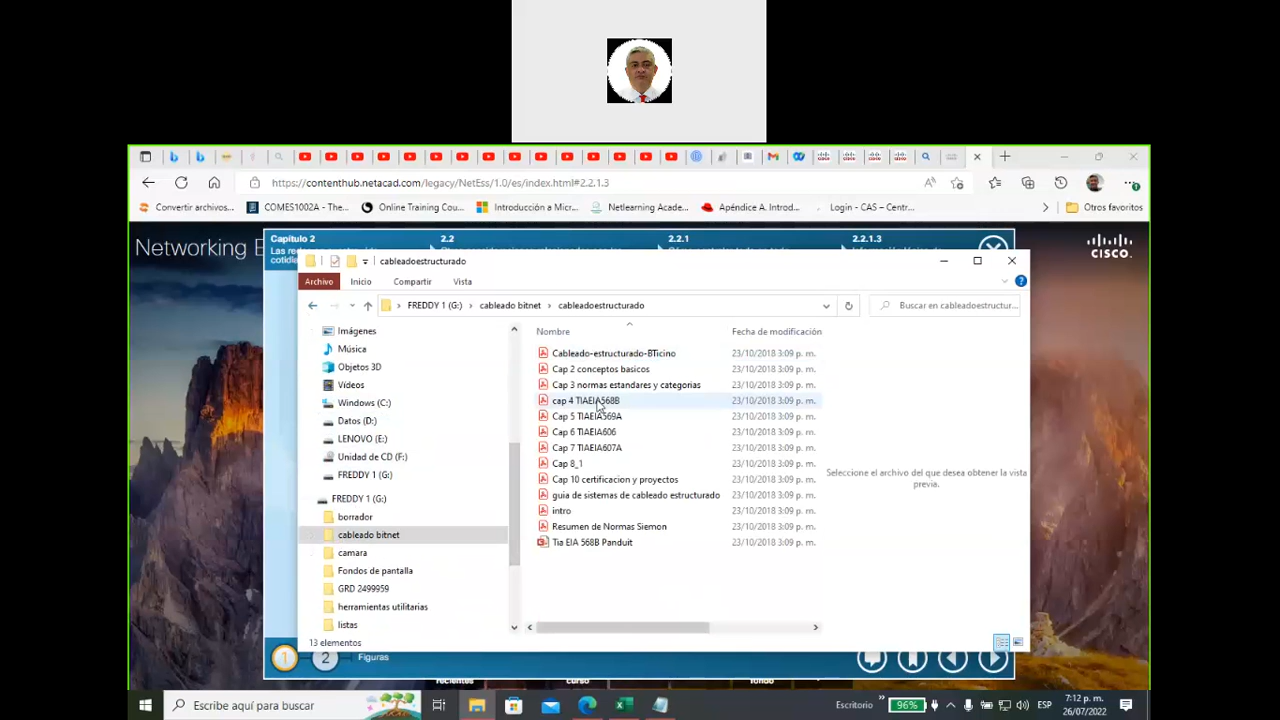 https://contenthub.netacad.com/legacy/NetEss/1.0/es/index.html#2.2.1.3
Convertir archivos...
COMES1002A - The...
Online Training Cou...
Introducción a Micr...
Netlearning Acade...
Apéndice A. Introd...
Login - CAS – Centr...
Otros favoritos
Networking E
Capítulo 2
2.2
2.2.1
2.2.1.3
cisco.
cableadoestructurado
Archivo
Inicio
Compartir
Vista
FREDDY 1 (G:) > cableado bitnet > cableadoestructurado
Buscar en cableadoestructur...
Imágenes
Música
Objetos 3D
Vídeos
Windows (C:)
Datos (D:)
LENOVO (E:)
Unidad de CD (F:)
FREDDY 1 (G:)
FREDDY 1 (G:)
borrador
cableado bitnet
camara
Fondos de pantalla
GRD 2499959
herramientas utilitarias
listas
Nombre Fecha de modificación
Cableado-estructurado-BTicino 23/10/2018 3:09 p. m.
Cap 2 conceptos basicos 23/10/2018 3:09 p. m.
Cap 3 normas estandares y categorias 23/10/2018 3:09 p. m.
cap 4 TIAEIA568B 23/10/2018 3:09 p. m.
Cap 5 TIAEIA569A 23/10/2018 3:09 p. m.
Cap 6 TIAEIA606 23/10/2018 3:09 p. m.
Cap 7 TIAEIA607A 23/10/2018 3:09 p. m.
Cap 8_1 23/10/2018 3:09 p. m.
Cap 10 certificacion y proyectos 23/10/2018 3:09 p. m.
guia de sistemas de cableado estructurado 23/10/2018 3:09 p. m.
intro 23/10/2018 3:09 p. m.
Resumen de Normas Siemon 23/10/2018 3:09 p. m.
Tia EIA 568B Panduit 23/10/2018 3:09 p. m.
Seleccione el archivo del que desea obtener la vista
previa.
13 elementos
1
2
Figuras
recientes
curso
fondo
Escribe aquí para buscar
Escritorio
96%
ESP
7:12 p. m.
26/07/2022